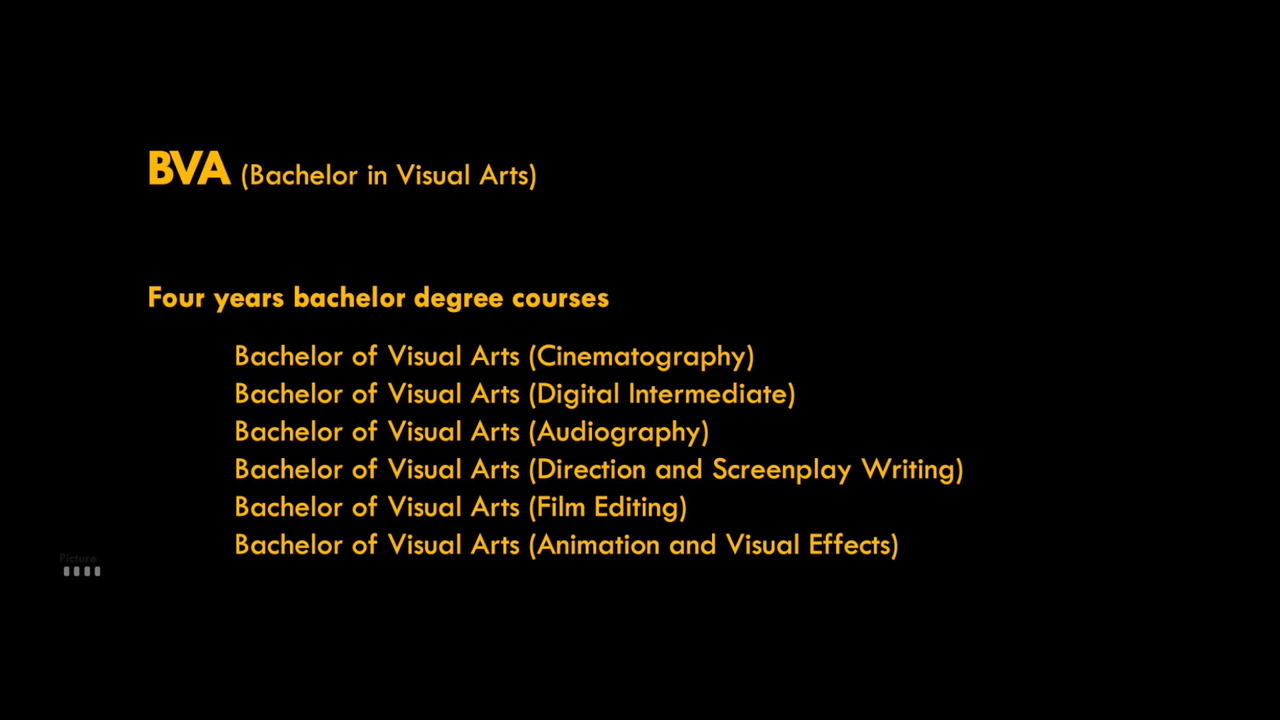 BVA (Bachelor in Visual Arts)
Four years bachelor degree courses
Bachelor of Visual Arts (Cinematography)
Bachelor of Visual Arts (Digital Intermediate)
Bachelor of Visual Arts (Audiography)
Bachelor of Visual Arts (Direction and Screenplay Writing)
Bachelor of Visual Arts (Film Editing)
Bachelor of Visual Arts (Animation and Visual Effects)
Picture